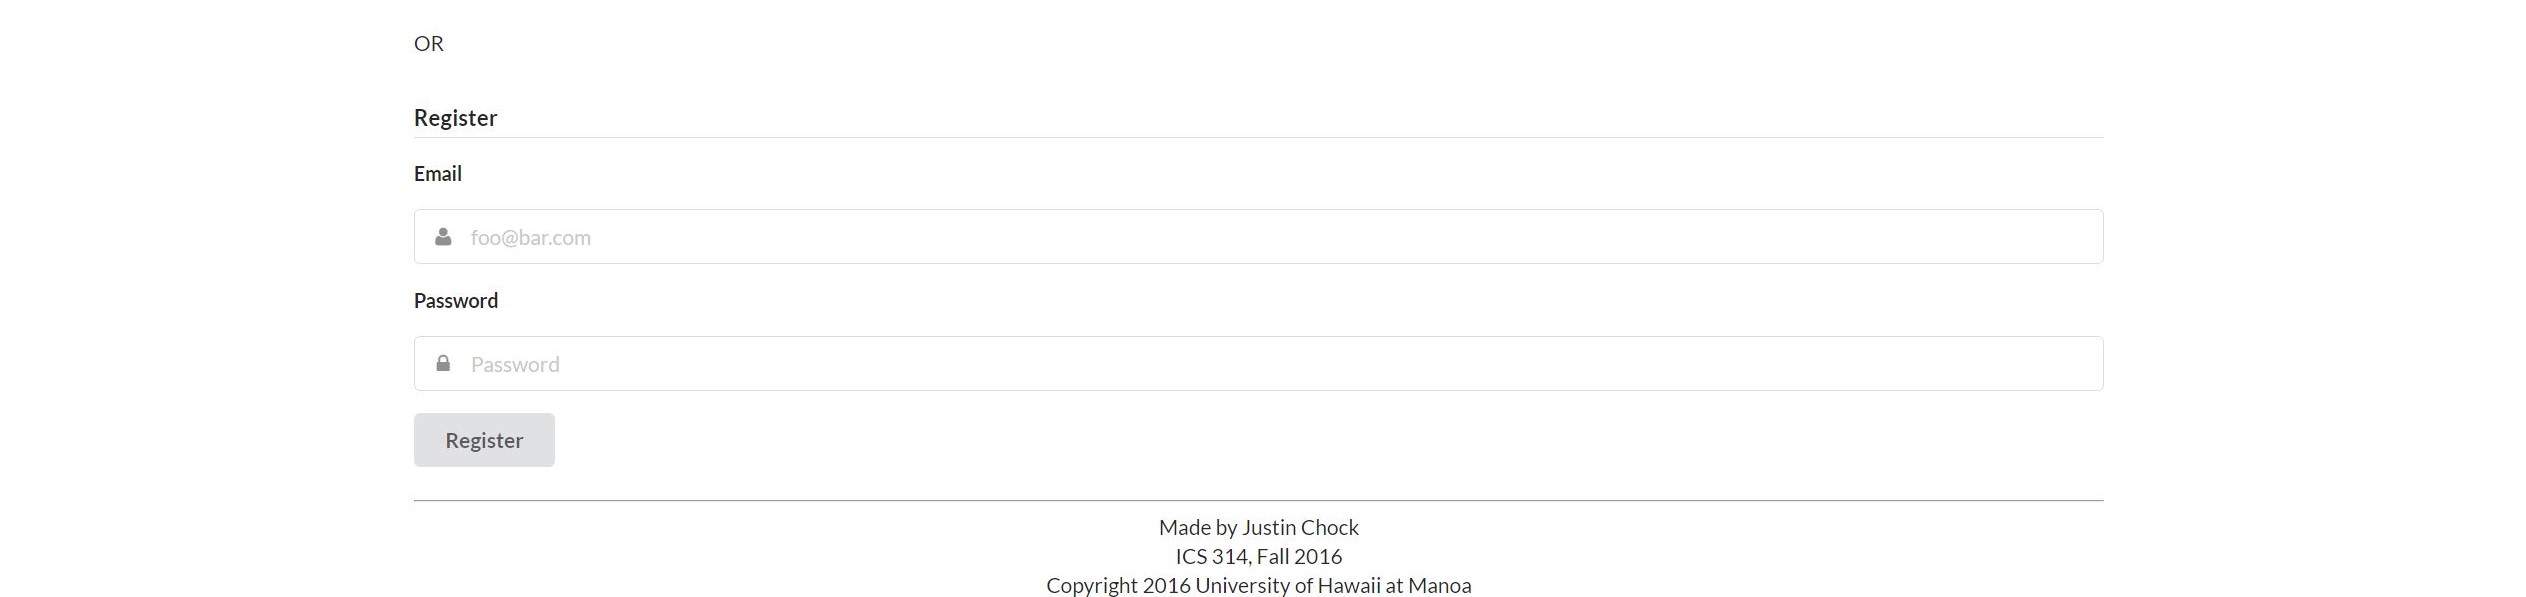 OR
Register
Email
foo@bar.com
Password
Password
Register
Made by Justin Chock
ICS 314, Fall 2016
Copyright 2016 University of Hawaii at Manoa